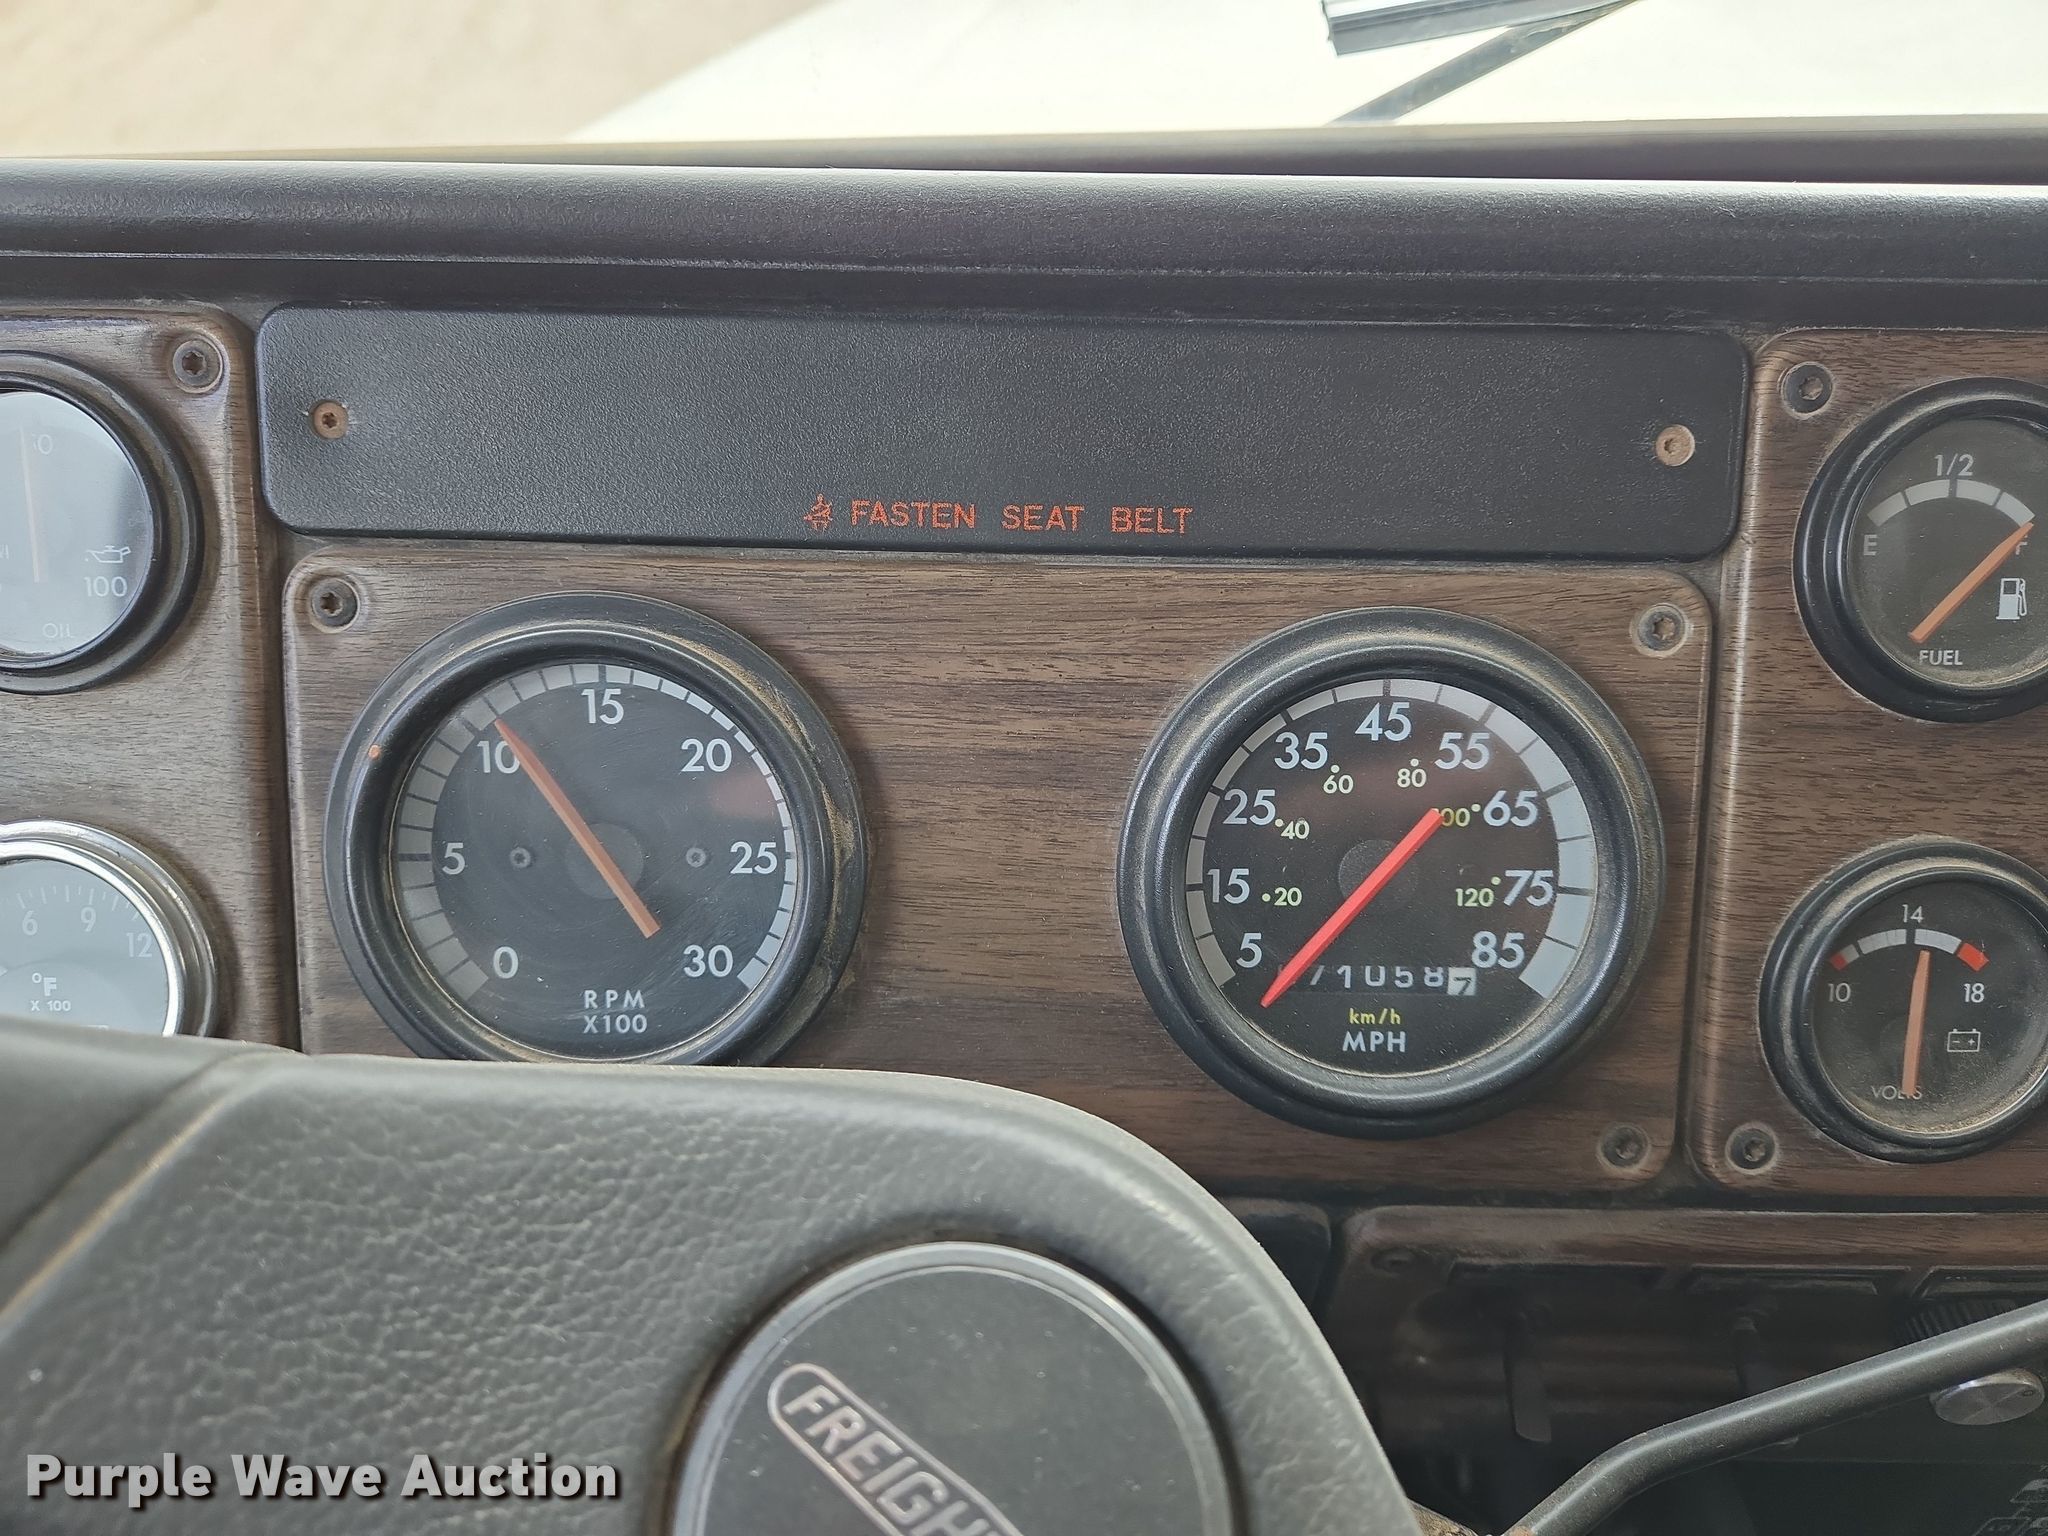 FASTEN SEAT BELT
100
OIL
6 9 12
°F
X 100
0 5 10 15 20 25 30
RPM
X100
5 15 25 35 45 55 65 75 85
20 40 60 80 100 120
71058 7
km/h
MPH
E 1/2 F
FUEL
10 14 18
VOLTS
Purple Wave Auction